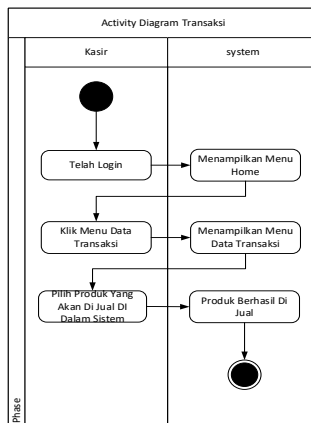 Activity Diagram Transaksi
Kasir
system
Telah Login
Menampilkan Menu
Home
Klik Menu Data
Transaksi
Menampilkan Menu
Data Transaksi
Pilih Produk Yang
Akan Di Jual DI
Dalam Sistem
Produk Berhasil Di
Jual
Phase